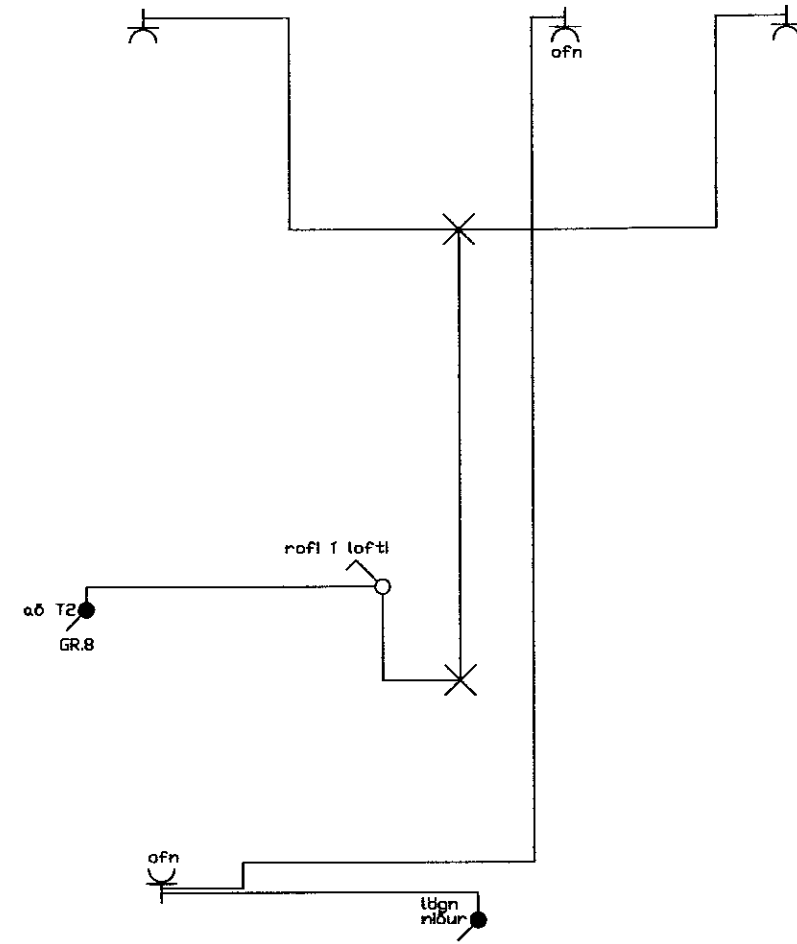 ofn
rofi í lofti
að T2
GR.8
ofn
lögn
niður